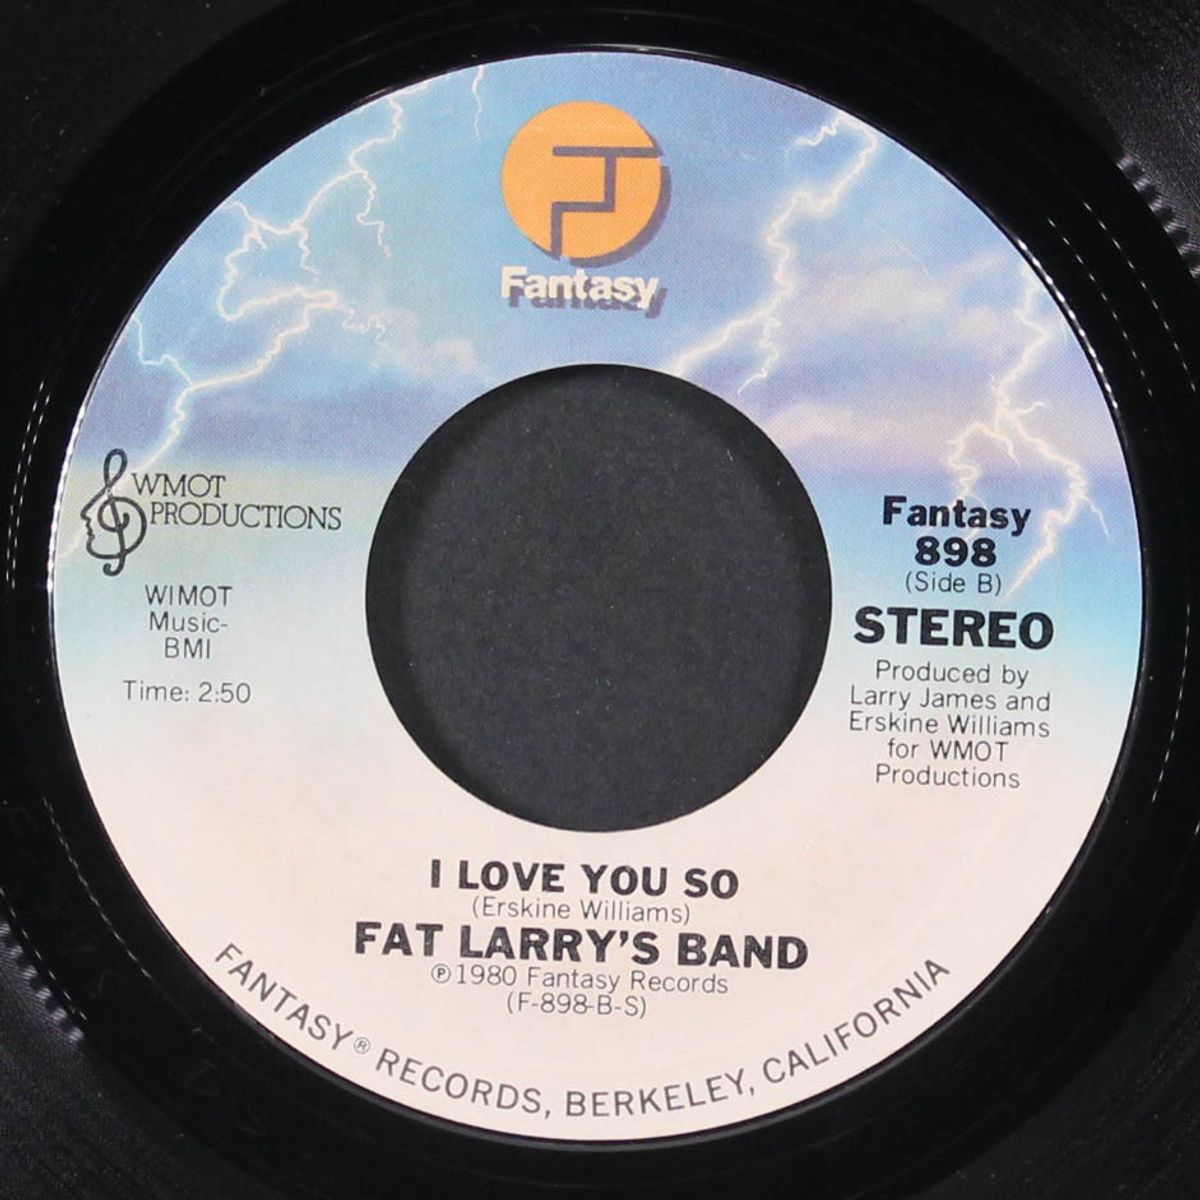 Fantasy
WMOT
PRODUCTIONS
WIMOT
Music-
BMI
Time: 2:50
Fantasy
898
(Side B)
STEREO
Produced by
Larry James and
Erskine Williams
for WMOT
Productions
I LOVE YOU SO
(Erskine Williams)
FAT LARRY'S BAND
℗1980 Fantasy Records
(F-898-B-S)
FANTASY® RECORDS, BERKELEY, CALIFORNIA